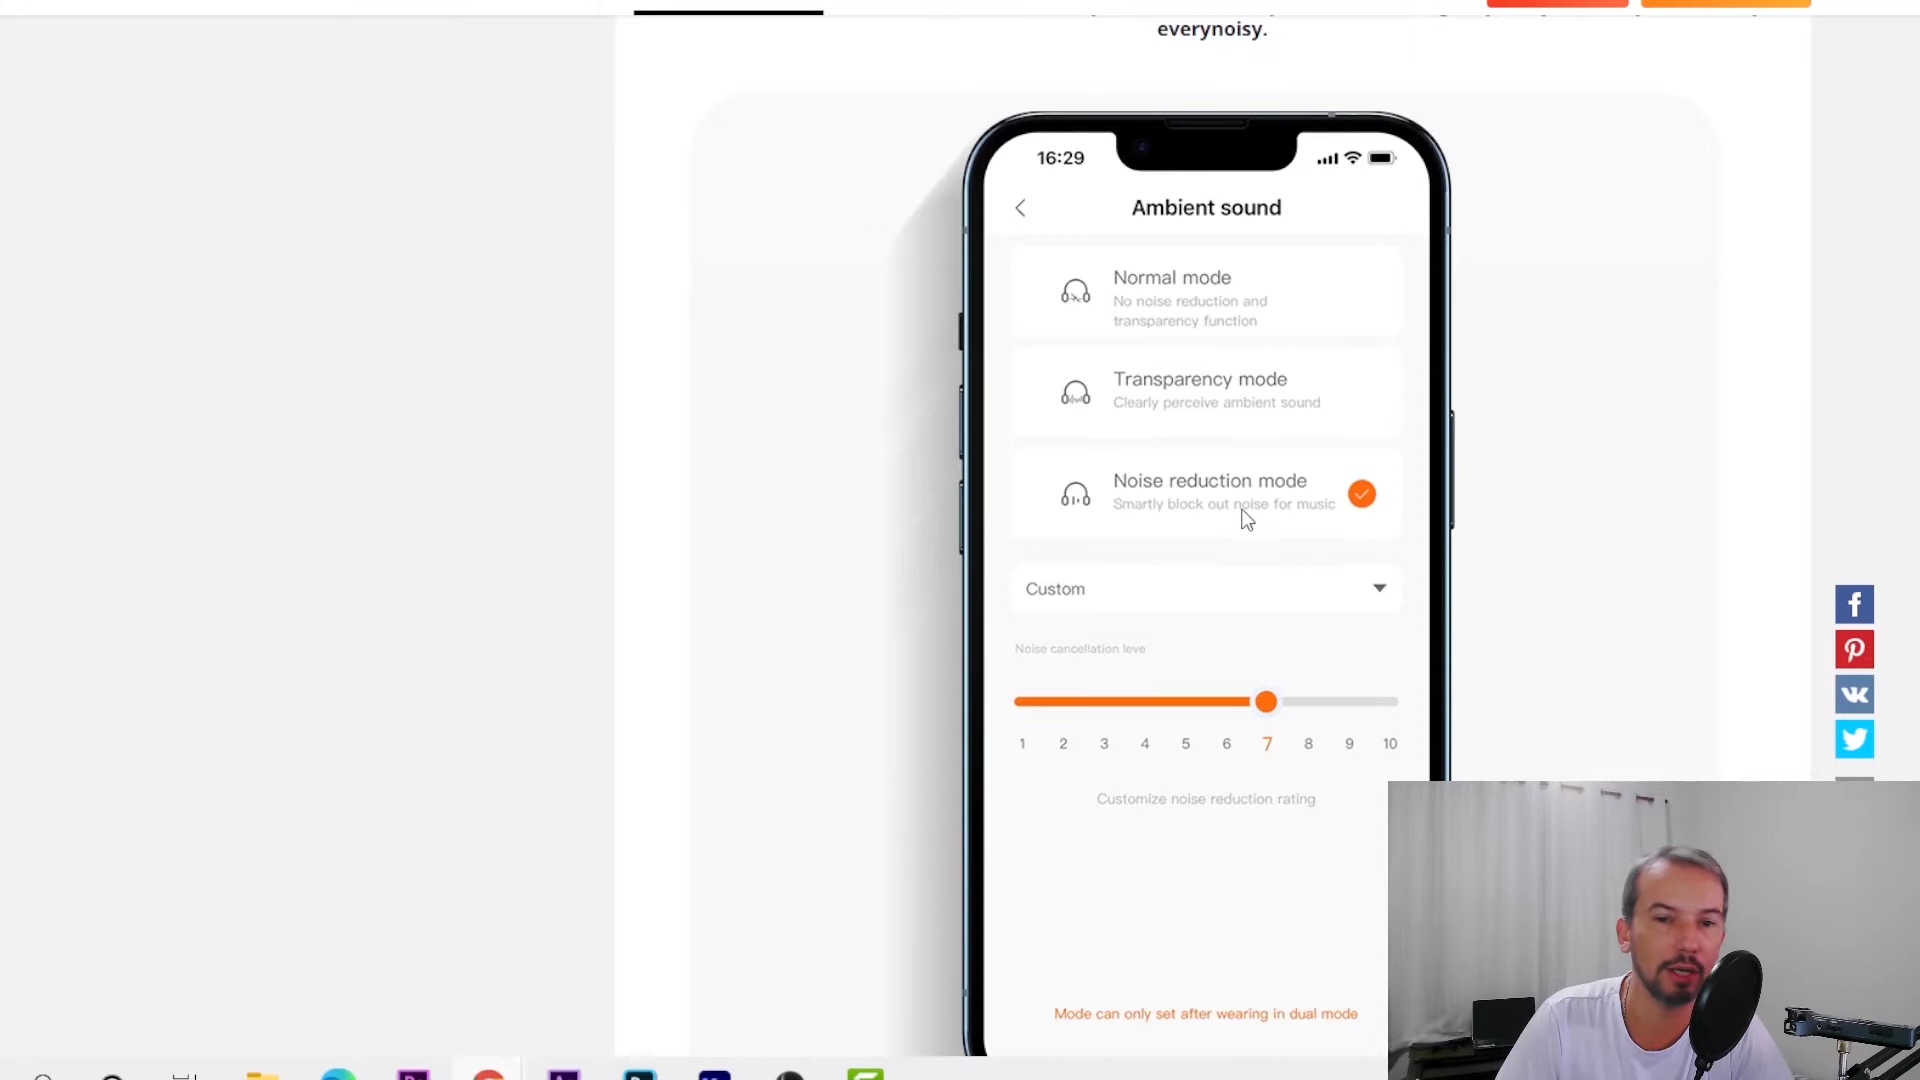 everynoisy.
16:29
Ambient sound
Normal mode
No noise reduction and
transparency function
Transparency mode
Clearly perceive ambient sound
Noise reduction mode
Smartly block out noise for music
Custom
Noise cancellation leve
1 2 3 4 5 6 7 8 9 10
Customize noise reduction rating
Mode can only set after wearing in dual mode